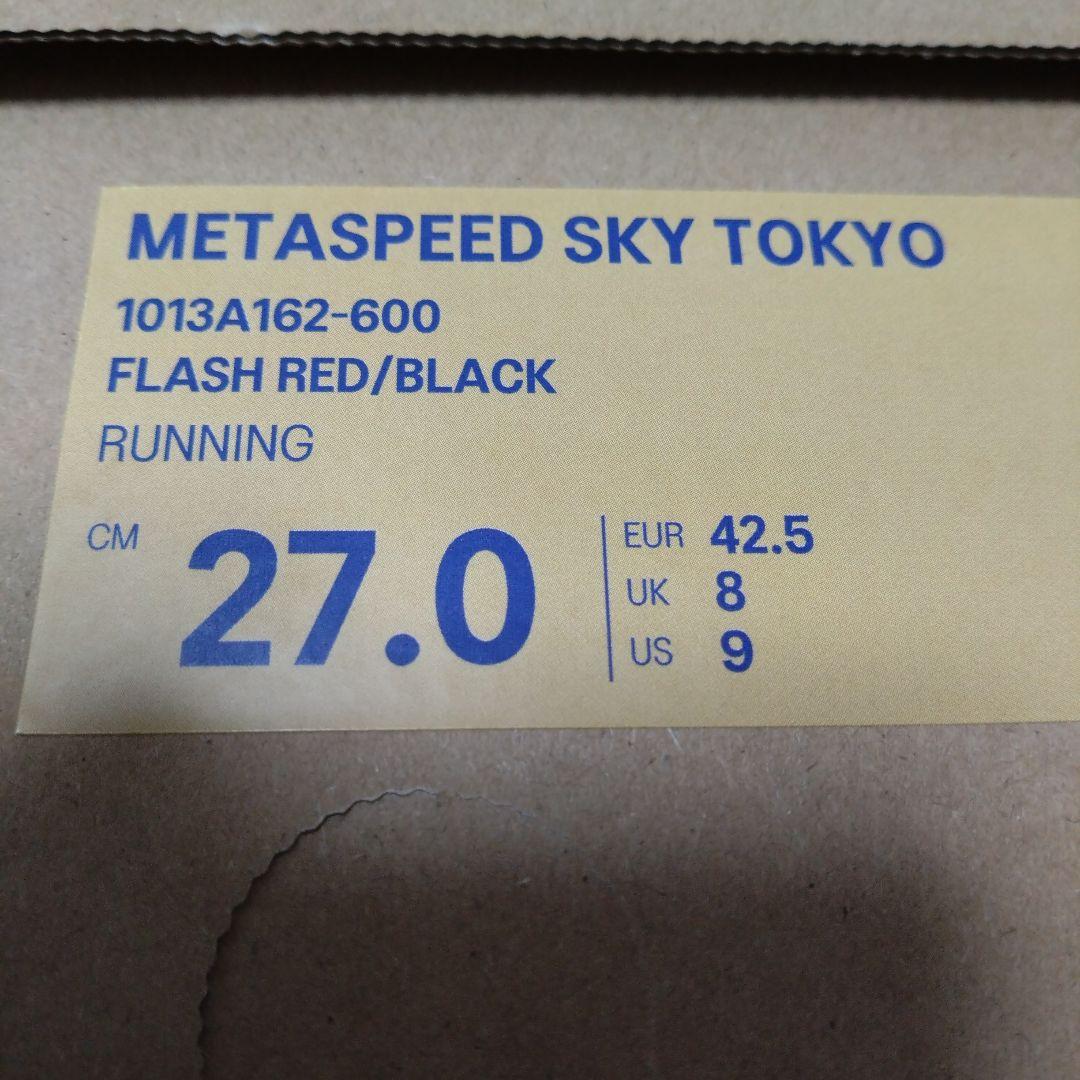 METASPEED SKY TOKYO
1013A162-600
FLASH RED/BLACK
RUNNING
CM 27.0
EUR 42.5
UK 8
US 9